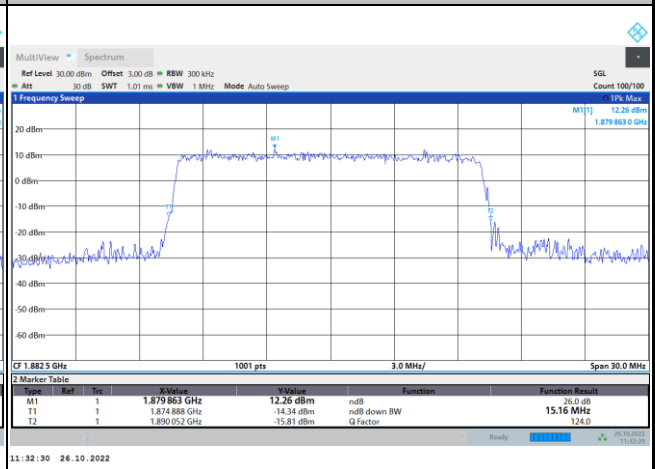 MultiView Spectrum
Ref Level 30.00 dBm Offset 3.00 dB RBW 300 kHz SGL
Att 30 dB SWT 1.01 ms VBW 1 MHz Mode Auto Sweep Count 100/100
1 Frequency Sweep 1Pk Max
M1[1] 12.26 dBm
1.879 863 0 GHz
20 dBm
M1
10 dBm
0 dBm
-10 dBm
T1
T2
-20 dBm
-30 dBm
-40 dBm
-50 dBm
-60 dBm
CF 1.882 5 GHz 1001 pts 3.0 MHz/ Span 30.0 MHz
2 Marker Table
Type Ref Trc X-Value Y-Value Function Function Result
M1 1 1.879 863 GHz 12.26 dBm ndB 26.0 dB
T1 1 1.874 888 GHz -14.34 dBm ndB down BW 15.16 MHz
T2 1 1.890 052 GHz -15.81 dBm Q Factor 124.0
Ready 26.10.2022
11:32:29
11:32:30 26.10.2022